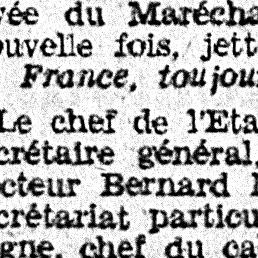 vée du Marécha
ouvelle fois, jett
France, toujou
Le chef de l'Eta
crétaire général,
cteur Bernard
crétariat particu
gne, chef du ca